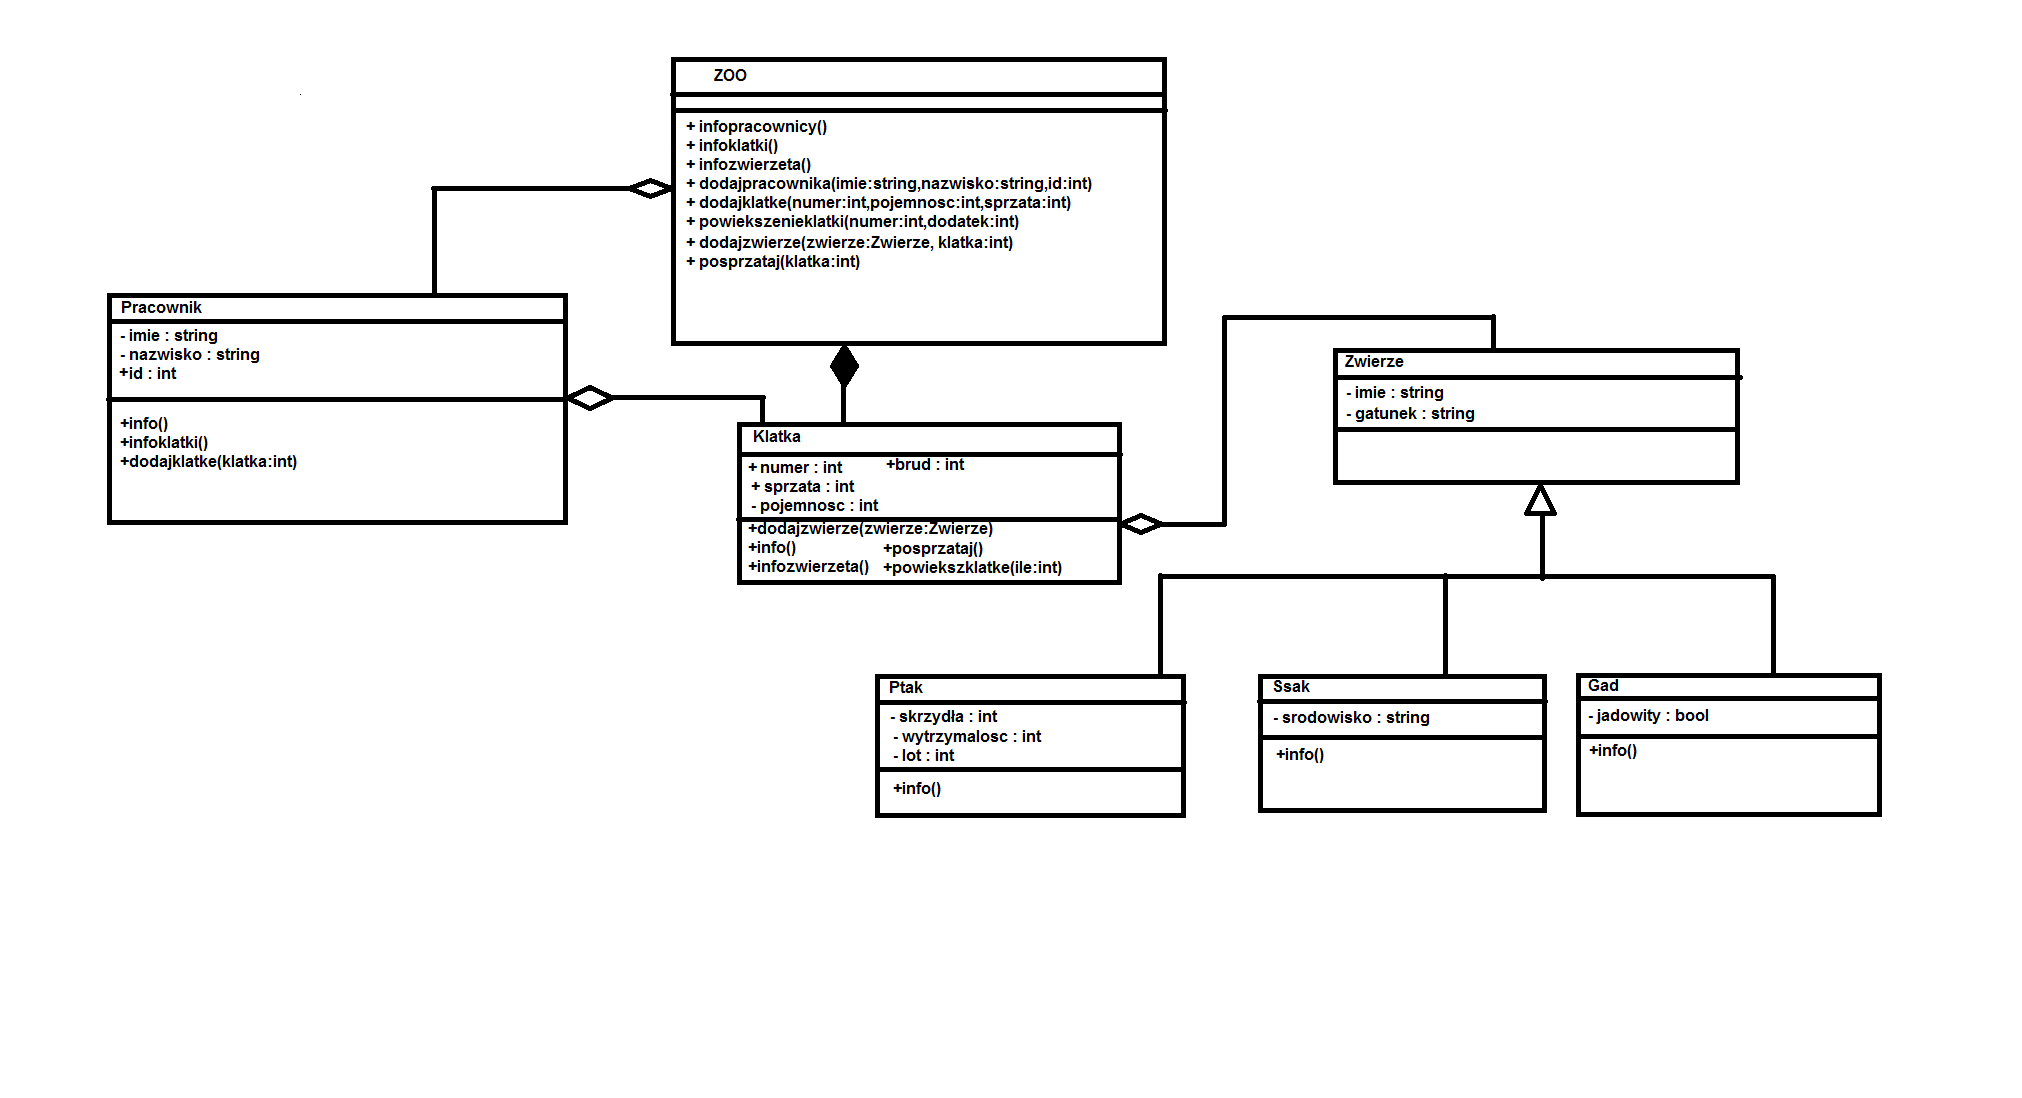 ZOO
+ infopracownicy()
+ infoklatki()
+ infozwierzeta()
+ dodajpracownika(imie:string,nazwisko:string,id:int)
+ dodajklatke(numer:int,pojemnosc:int,sprzata:int)
+ powiekszenieklatki(numer:int,dodatek:int)
+ dodajzwierze(zwierze:Zwierze, klatka:int)
+ posprzataj(klatka:int)
Pracownik
- imie : string
- nazwisko : string
+id : int
+info()
+infoklatki()
+dodajklatke(klatka:int)
Klatka
+ numer : int +brud : int
+ sprzata : int
- pojemnosc : int
+dodajzwierze(zwierze:Zwierze)
+info() +posprzataj()
+infozwierzeta() +powiekszklatke(ile:int)
Zwierze
- imie : string
- gatunek : string
Ptak
- skrzydła : int
- wytrzymalosc : int
- lot : int
+info()
Ssak
- srodowisko : string
+info()
Gad
- jadowity : bool
+info()